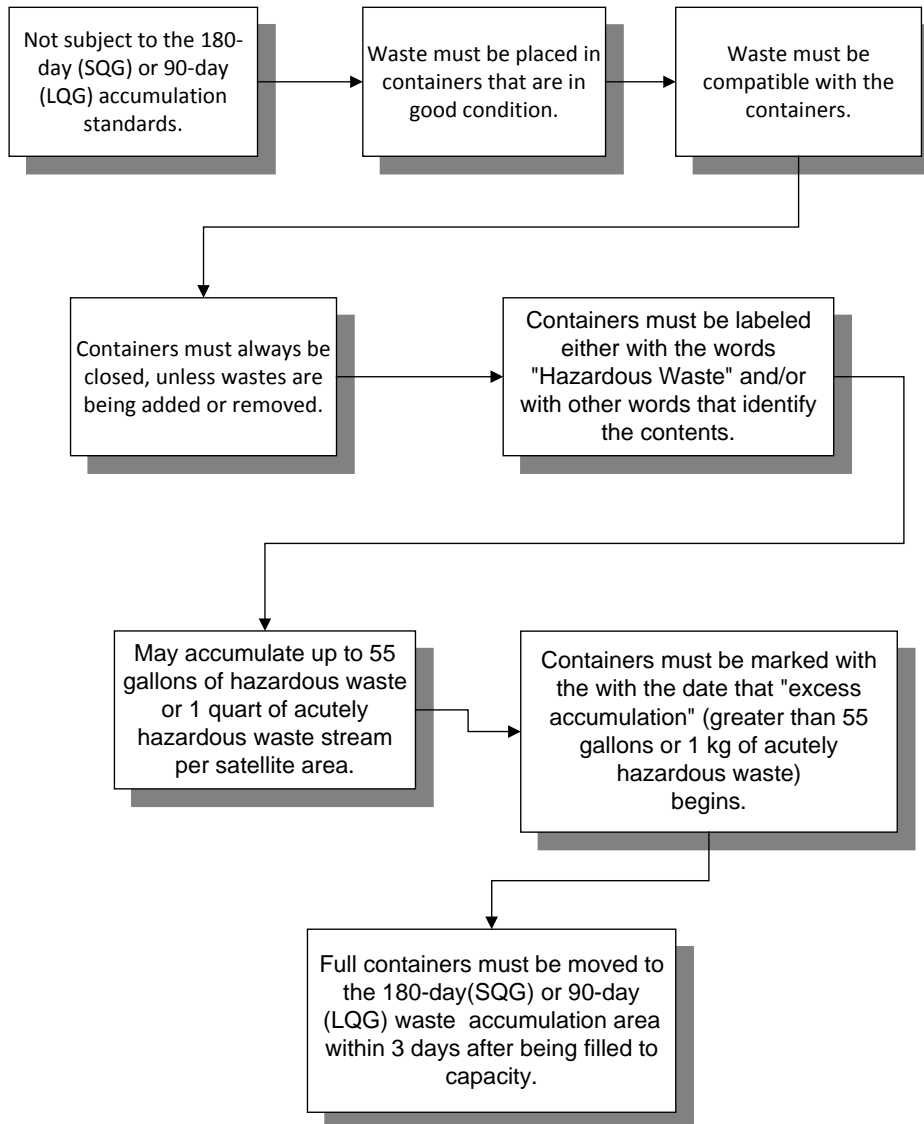 Not subject to the 180-
day (SQG) or 90-day
(LQG) accumulation
standards.
Waste must be placed in
containers that are in
good condition.
Waste must be
compatible with the
containers.
Containers must always be
closed, unless wastes are
being added or removed.
Containers must be labeled
either with the words
"Hazardous Waste" and/or
with other words that identify
the contents.
May accumulate up to 55
gallons of hazardous waste
or 1 quart of acutely
hazardous waste stream
per satellite area.
Containers must be marked with
the with the date that "excess
accumulation" (greater than 55
gallons or 1 kg of acutely
hazardous waste)
begins.
Full containers must be moved to
the 180-day(SQG) or 90-day
(LQG) waste  accumulation area
within 3 days after being filled to
capacity.